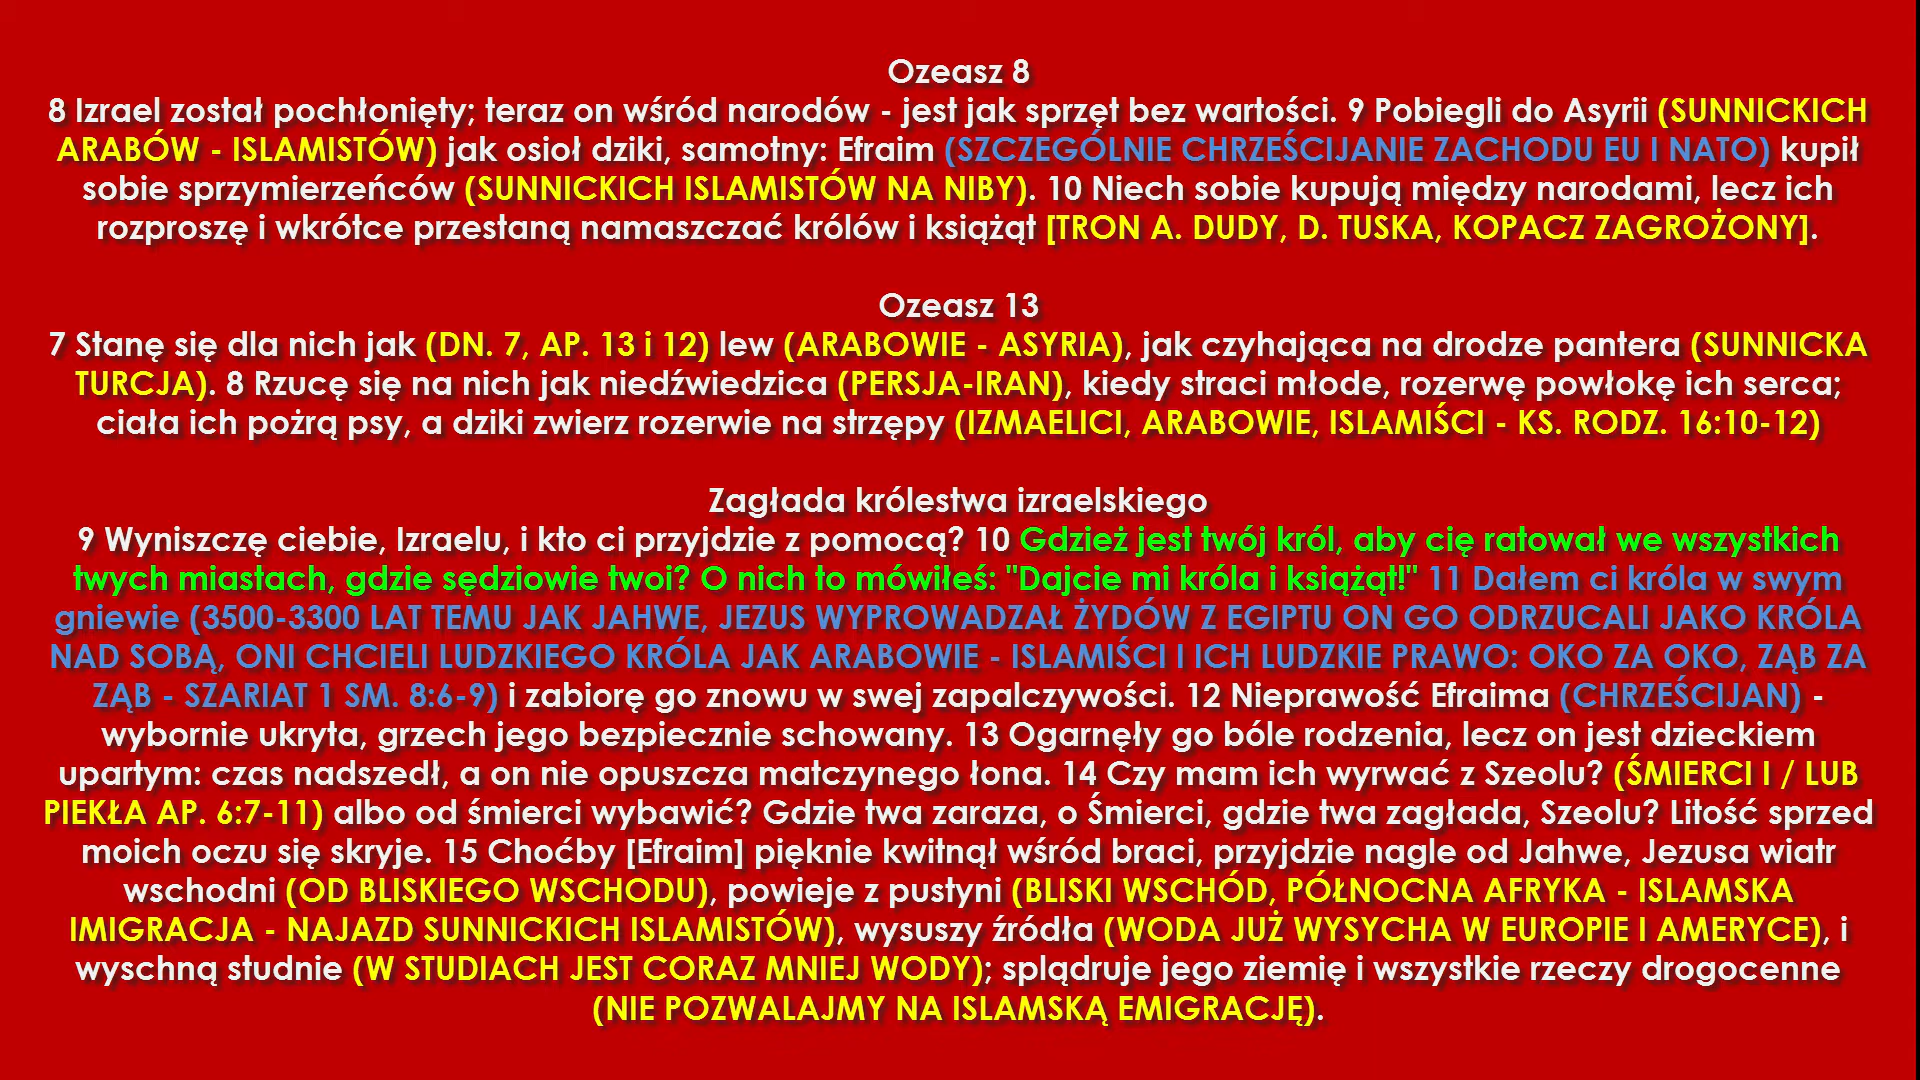 Ozeasz 8
8 Izrael został pochłonięty; teraz on wśród narodów - jest jak sprzęt bez wartości. 9 Pobiegli do Asyrii (SUNNICKICH
ARABÓW - ISLAMISTÓW) jak osioł dziki, samotny: Efraim (SZCZEGÓLNIE CHRZEŚCIJANIE ZACHODU EU I NATO) kupił
sobie sprzymierzeńców (SUNNICKICH ISLAMISTÓW NA NIBY). 10 Niech sobie kupują między narodami, lecz ich
rozproszę i wkrótce przestaną namaszczać królów i książąt [TRON A. DUDY, D. TUSKA, KOPACZ ZAGROŻONY].
Ozeasz 13
7 Stanę się dla nich jak (DN. 7, AP. 13 i 12) lew (ARABOWIE - ASYRIA), jak czyhająca na drodze pantera (SUNNICKA
TURCJA). 8 Rzucę się na nich jak niedźwiedzica (PERSJA-IRAN), kiedy straci młode, rozerwę powłokę ich serca;
ciała ich pożrą psy, a dziki zwierz rozerwie na strzępy (IZMAELICI, ARABOWIE, ISLAMIŚCI - KS. RODZ. 16:10-12)
Zagłada królestwa izraelskiego
9 Wyniszczę ciebie, Izraelu, i kto ci przyjdzie z pomocą? 10 Gdzież jest twój król, aby cię ratował we wszystkich
twych miastach, gdzie sędziowie twoi? O nich to mówiłeś: "Dajcie mi króla i książąt!" 11 Dałem ci króla w swym
gniewie (3500-3300 LAT TEMU JAK JAHWE, JEZUS WYPROWADZAŁ ŻYDÓW Z EGIPTU ON GO ODRZUCALI JAKO KRÓLA
NAD SOBĄ, ONI CHCIELI LUDZKIEGO KRÓLA JAK ARABOWIE - ISLAMIŚCI I ICH LUDZKIE PRAWO: OKO ZA OKO, ZĄB ZA
ZĄB - SZARIAT 1 SM. 8:6-9) i zabiorę go znowu w swej zapalczywości. 12 Nieprawość Efraima (CHRZEŚCIJAN) -
wybornie ukryta, grzech jego bezpiecznie schowany. 13 Ogarnęły go bóle rodzenia, lecz on jest dzieckiem
upartym: czas nadszedł, a on nie opuszcza matczynego łona. 14 Czy mam ich wyrwać z Szeolu? (ŚMIERCI I / LUB
PIEKŁA AP. 6:7-11) albo od śmierci wybawić? Gdzie twa zaraza, o Śmierci, gdzie twa zagłada, Szeolu? Litość sprzed
moich oczu się skryje. 15 Choćby [Efraim] pięknie kwitnął wśród braci, przyjdzie nagle od Jahwe, Jezusa wiatr
wschodni (OD BLISKIEGO WSCHODU), powieje z pustyni (BLISKI WSCHÓD, PÓŁNOCNA AFRYKA - ISLAMSKA
IMIGRACJA - NAJAZD SUNNICKICH ISLAMISTÓW), wysuszy źródła (WODA JUŻ WYSYCHA W EUROPIE I AMERYCE), i
wyschną studnie (W STUDIACH JEST CORAZ MNIEJ WODY); splądruje jego ziemię i wszystkie rzeczy drogocenne
(NIE POZWALAJMY NA ISLAMSKĄ EMIGRACJĘ).